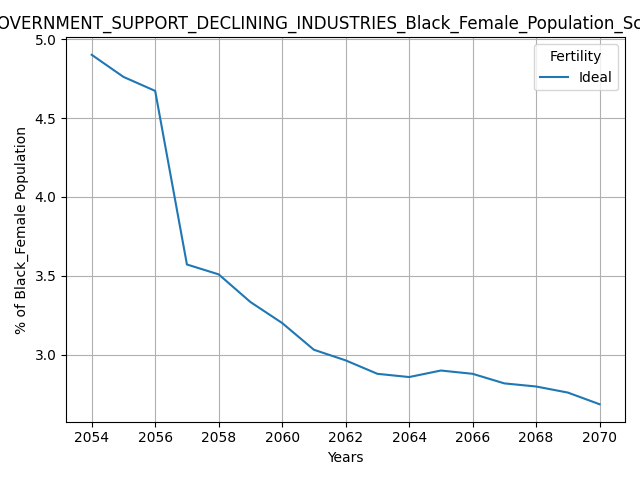 OVERNMENT_SUPPORT_DECLINING_INDUSTRIES_Black_Female_Population_Sc
5.0
4.5
4.0
3.5
3.0
% of Black_Female Population
Fertility
Ideal
2054 2056 2058 2060 2062 2064 2066 2068 2070
Years